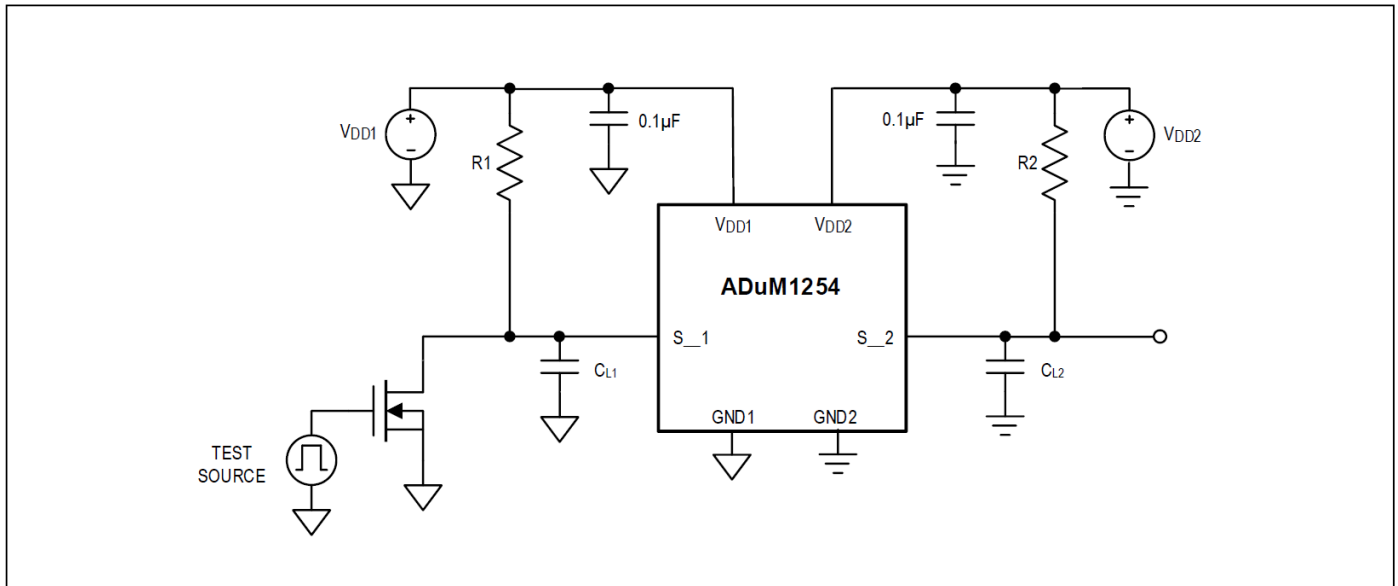 VDD1
R1
0.1µF
0.1µF
R2
VDD2
VDD1
VDD2
ADuM1254
S__1
S__2
CL1
CL2
GND1
GND2
TEST
SOURCE